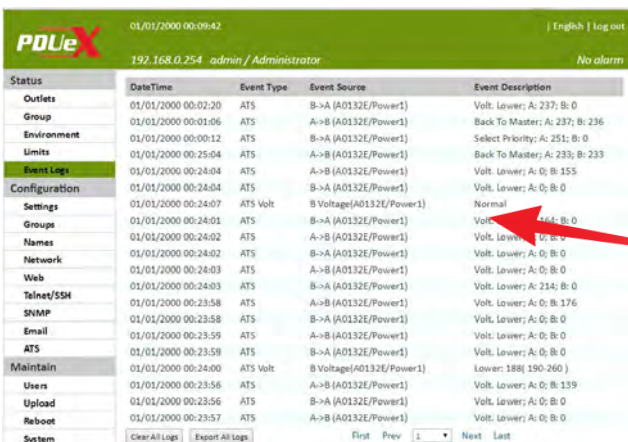 PDUeX
01/01/2000 00:09:42 | English | Log out
192.168.0.254 admin / Administrator No alarm
Status
Outlets
Group
Environment
Limits
Event Logs
Configuration
Settings
Groups
Names
Network
Web
Telnet/SSH
SNMP
Email
ATS
Maintain
Users
Upload
Reboot
System
DateTime Event Type Event Source Event Description
01/01/2000 00:02:20 ATS B->A (A0132E/Power1) Volt. Lower; A: 237; B: 0
01/01/2000 00:01:06 ATS A->B (A0132E/Power1) Back To Master; A: 237; B: 236
01/01/2000 00:00:12 ATS B->A (A0132E/Power1) Select Priority; A: 251; B: 0
01/01/2000 00:25:04 ATS A->B (A0132E/Power1) Back To Master; A: 233; B: 233
01/01/2000 00:24:04 ATS A->B (A0132E/Power1) Volt. Lower; A: 0; B: 155
01/01/2000 00:24:04 ATS B->A (A0132E/Power1) Volt. Lower; A: 0; B: 0
01/01/2000 00:24:07 ATS Volt B Voltage(A0132E/Power1) Normal
01/01/2000 00:24:01 ATS B->A (A0132E/Power1) 164; B: 0
01/01/2000 00:24:02 ATS A->B (A0132E/Power1) Volt. Lower; A: 0; B: 0
01/01/2000 00:24:02 ATS B->A (A0132E/Power1) Volt. Lower; A: 0; B: 0
01/01/2000 00:24:03 ATS A->B (A0132E/Power1) Volt. Lower; A: 0; B: 0
01/01/2000 00:24:03 ATS B->A (A0132E/Power1) Volt. Lower; A: 214; B: 0
01/01/2000 00:23:58 ATS A->B (A0132E/Power1) Volt. Lower; A: 0; B: 176
01/01/2000 00:23:58 ATS B->A (A0132E/Power1) Volt. Lower; A: 0; B: 0
01/01/2000 00:23:59 ATS A->B (A0132E/Power1) Volt. Lower; A: 0; B: 0
01/01/2000 00:23:59 ATS B->A (A0132E/Power1) Volt. Lower; A: 0; B: 0
01/01/2000 00:24:00 ATS Volt B Voltage(A0132E/Power1) Lower: 188( 190-260 )
01/01/2000 00:23:56 ATS A->B (A0132E/Power1) Volt. Lower; A: 0; B: 139
01/01/2000 00:23:56 ATS B->A (A0132E/Power1) Volt. Lower; A: 0; B: 0
01/01/2000 00:23:57 ATS A->B (A0132E/Power1) Volt. Lower; A: 0; B: 0
Clear All Logs Export All Logs First Prev 1 Next Last